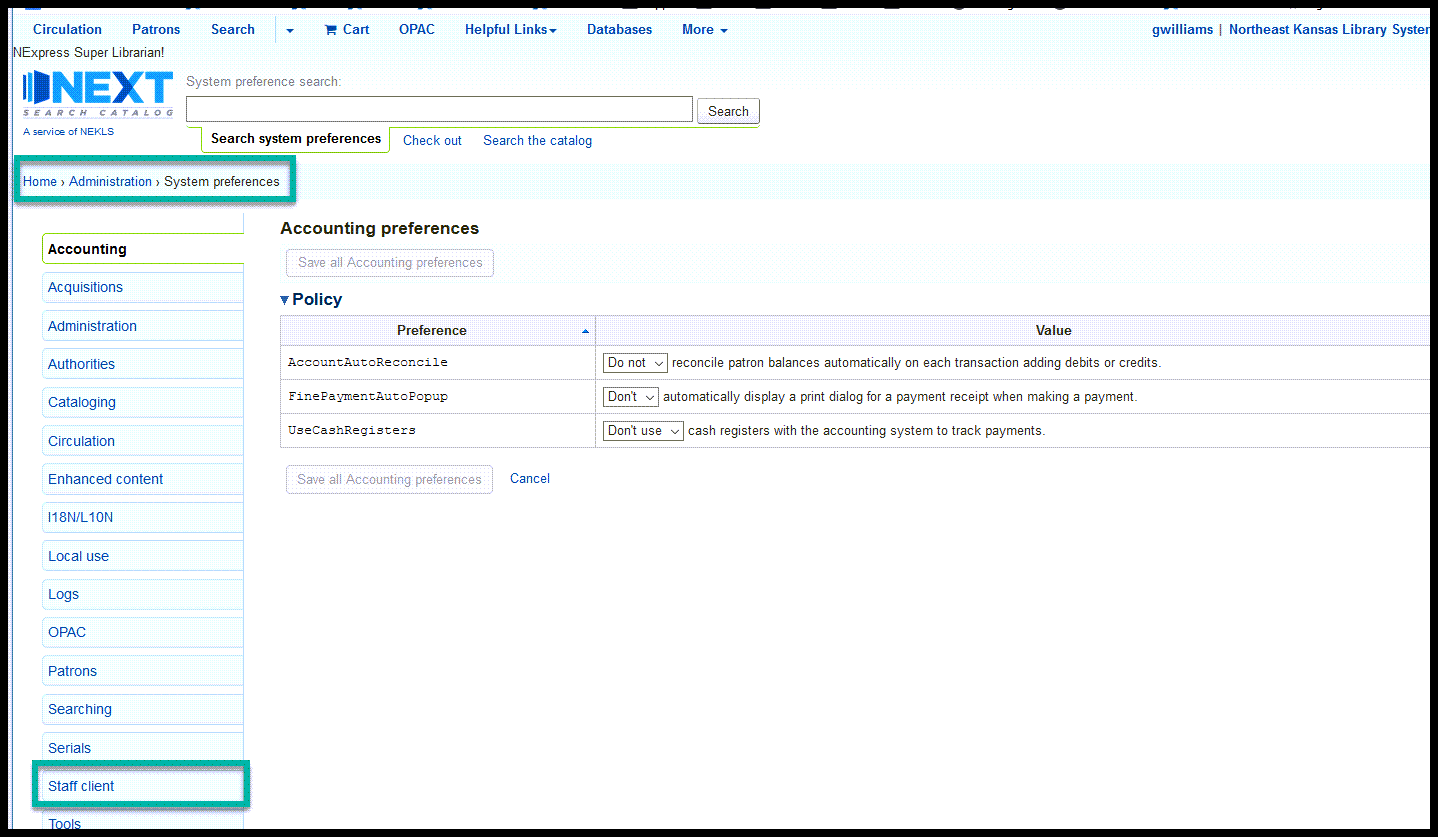 Circulation Patrons Search Cart OPAC Helpful Links Databases More gwilliams | Northeast Kansas Library Syster
NExpress Super Librarian!
NEXT
SEARCH CATALOG
A service of NEKLS
System preference search:
Search
Search system preferences Check out Search the catalog
Home › Administration › System preferences
Accounting
Acquisitions
Administration
Authorities
Cataloging
Circulation
Enhanced content
I18N/L10N
Local use
Logs
OPAC
Patrons
Searching
Serials
Staff client
Tools
Accounting preferences
Save all Accounting preferences
Policy
Preference Value
AccountAutoReconcile Do not reconcile patron balances automatically on each transaction adding debits or credits.
FinePaymentAutoPopup Don't automatically display a print dialog for a payment receipt when making a payment.
UseCashRegisters Don't use cash registers with the accounting system to track payments.
Save all Accounting preferences Cancel